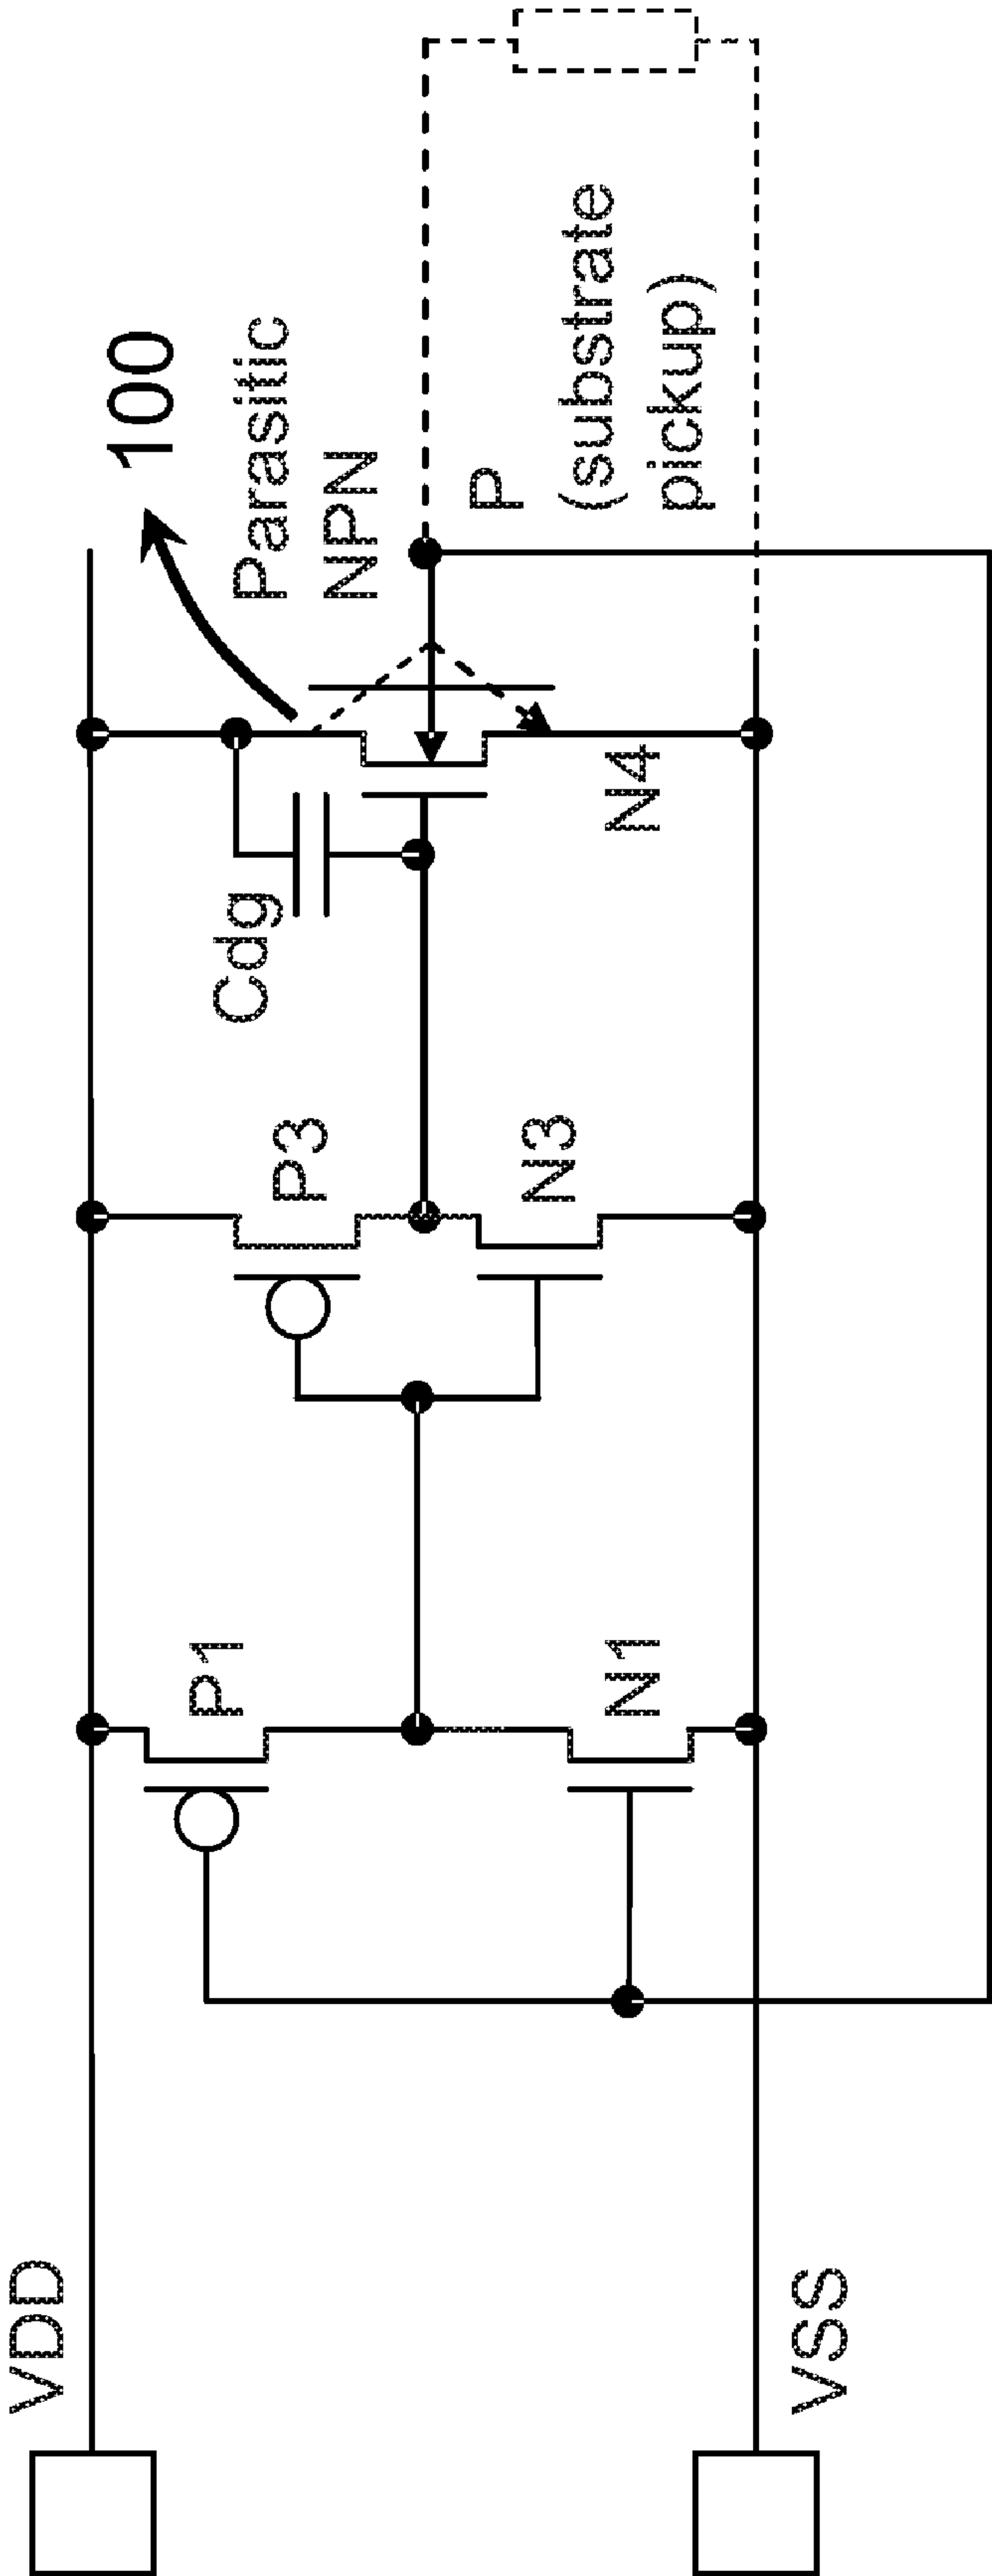 VDD
100
Parasitic
NPN
Cdg
P1
P3
P
(substrate
pickup)
N1
N3
N4
VSS